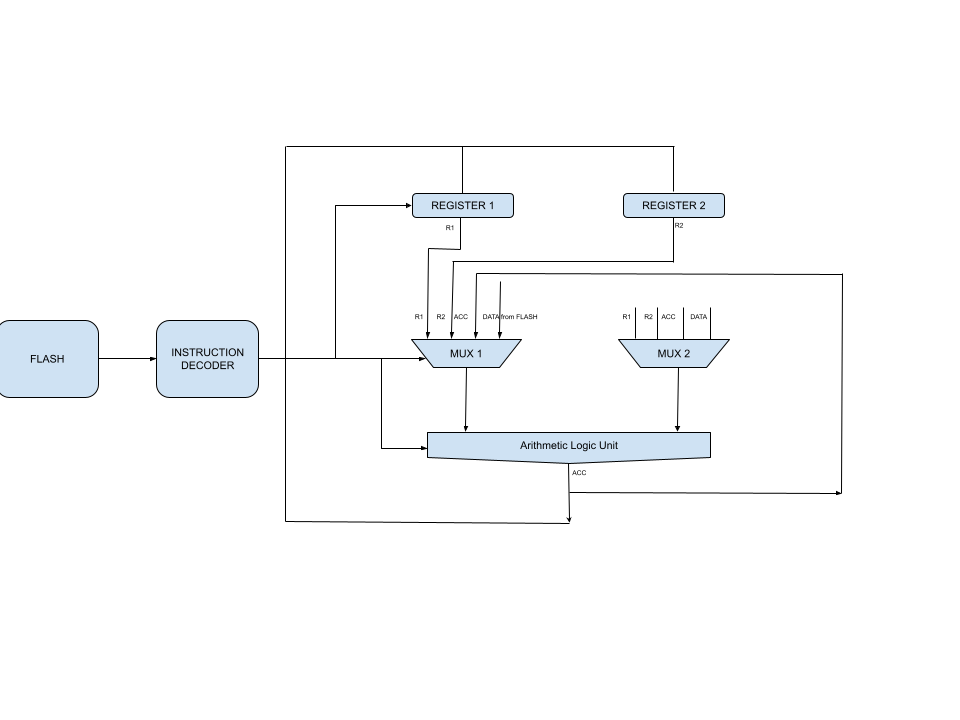 REGISTER 1
REGISTER 2
R1
R2
R1
R2
ACC
DATA from FLASH
R1
R2
ACC
DATA
FLASH
INSTRUCTION
DECODER
MUX 1
MUX 2
Arithmetic Logic Unit
ACC